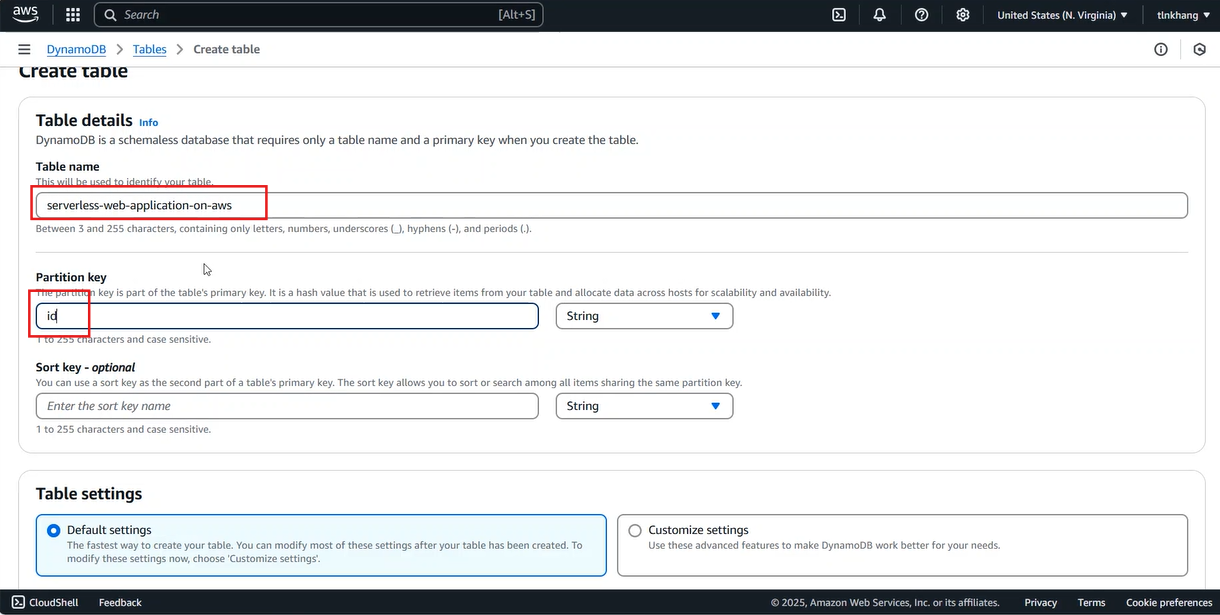 aws
Search
[Alt+S]
United States (N. Virginia)
tlnkhang
DynamoDB
Tables
Create table
Create table
Table details
Info
DynamoDB is a schemaless database that requires only a table name and a primary key when you create the table.
Table name
This will be used to identify your table.
serverless-web-application-on-aws
Between 3 and 255 characters, containing only letters, numbers, underscores (_), hyphens (-), and periods (.).
Partition key
The partition key is part of the table's primary key. It is a hash value that is used to retrieve items from your table and allocate data across hosts for scalability and availability.
id
String
1 to 255 characters and case sensitive.
Sort key - optional
You can use a sort key as the second part of a table's primary key. The sort key allows you to sort or search among all items sharing the same partition key.
Enter the sort key name
String
1 to 255 characters and case sensitive.
Table settings
Default settings
The fastest way to create your table. You can modify most of these settings after your table has been created. To
modify these settings now, choose 'Customize settings'.
Customize settings
Use these advanced features to make DynamoDB work better for your needs.
CloudShell
Feedback
© 2025, Amazon Web Services, Inc. or its affiliates.
Privacy
Terms
Cookie preferences